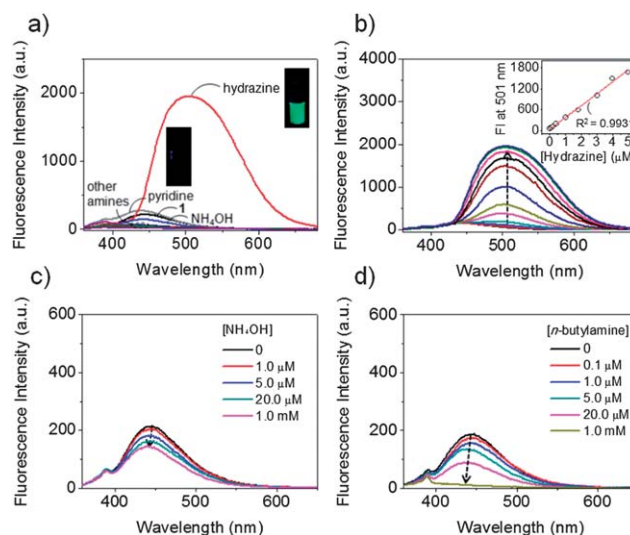 a)
Fluorescence Intensity (a.u.)
2000
1000
0
hydrazine
other
amines
pyridine
1
NH₄OH
400 500 600
Wavelength (nm)
b)
Fluorescence Intensity (a.u.)
4000
3000
2000
1000
0
FI at 501 nm
1800
1200
600
0
R² = 0.993
0 1 2 3 4 5
[Hydrazine] (μM)
400 500 600
Wavelength (nm)
c)
Fluorescence Intensity (a.u.)
600
400
200
0
[NH₄OH]
0
1.0 μM
5.0 μM
20.0 μM
1.0 mM
400 500 600
Wavelength (nm)
d)
Fluorescence Intensity (a.u.)
600
400
200
0
[n-butylamine]
0
0.1 μM
1.0 μM
5.0 μM
20.0 μM
1.0 mM
400 500 600
Wavelength (nm)